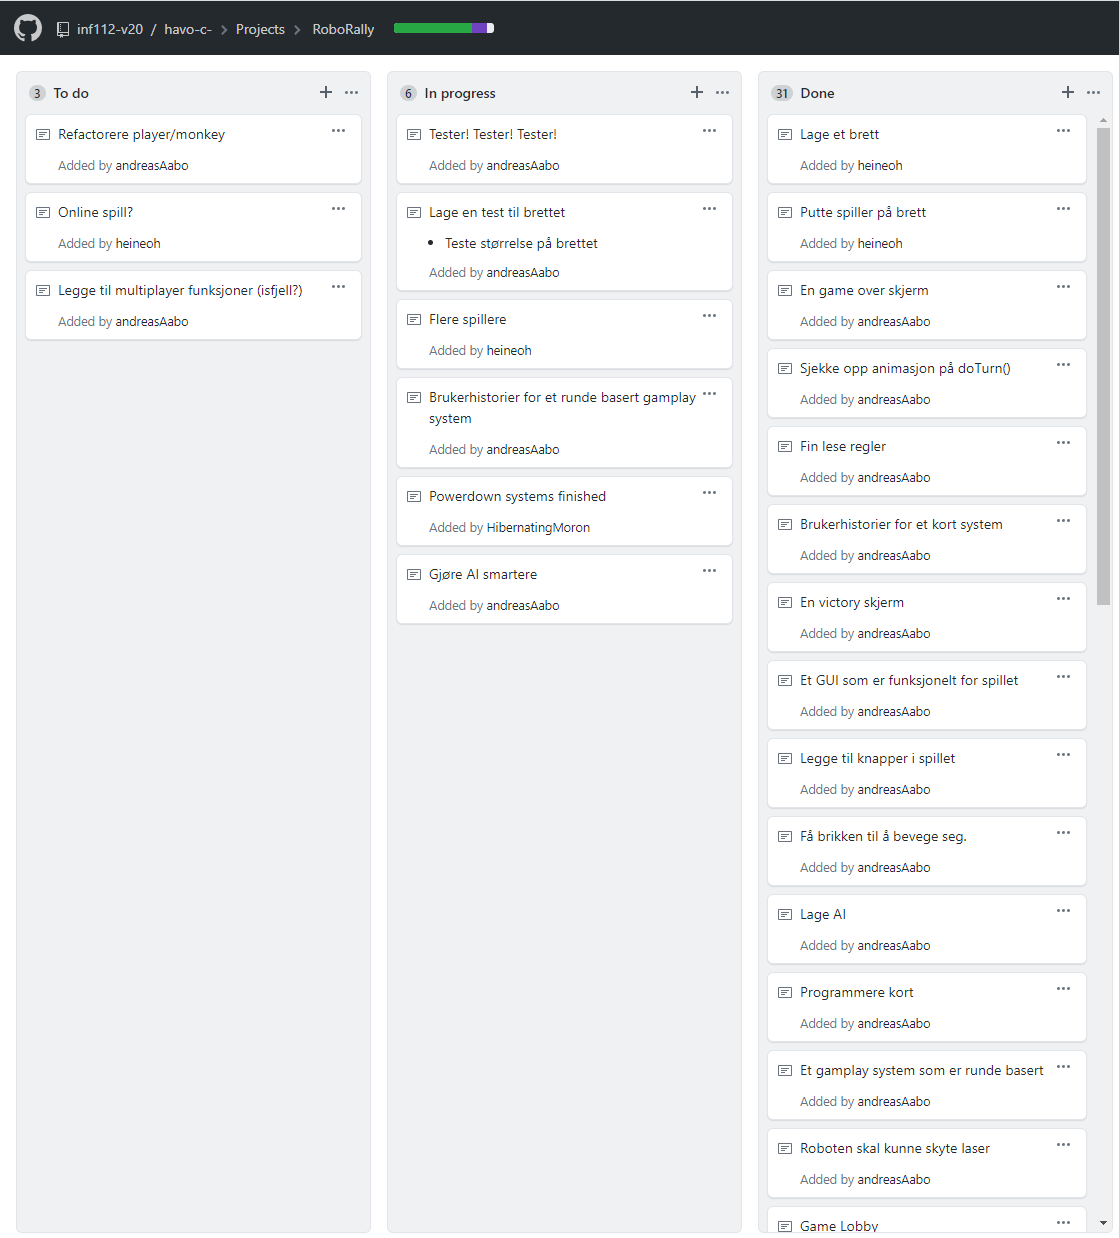 inf112-v20 / havo-c- > Projects > RoboRally
3 To do
Refactorere player/monkey
Added by andreasAabo
Online spill?
Added by heineoh
Legge til multiplayer funksjoner (isfjell?)
Added by andreasAabo
6 In progress
Tester! Tester! Tester!
Added by andreasAabo
Lage en test til brettet
• Teste størrelse på brettet
Added by andreasAabo
Flere spillere
Added by heineoh
Brukerhistorier for et runde basert gamplay
system
Added by andreasAabo
Powerdown systems finished
Added by HibernatingMoron
Gjøre AI smartere
Added by andreasAabo
31 Done
Lage et brett
Added by heineoh
Putte spiller på brett
Added by heineoh
En game over skjerm
Added by andreasAabo
Sjekke opp animasjon på doTurn()
Added by andreasAabo
Fin lese regler
Added by andreasAabo
Brukerhistorier for et kort system
Added by andreasAabo
En victory skjerm
Added by andreasAabo
Et GUI som er funksjonelt for spillet
Added by andreasAabo
Legge til knapper i spillet
Added by andreasAabo
Få brikken til å bevege seg.
Added by andreasAabo
Lage AI
Added by andreasAabo
Programmere kort
Added by andreasAabo
Et gamplay system som er runde basert
Added by andreasAabo
Roboten skal kunne skyte laser
Added by andreasAabo
Game Lobby